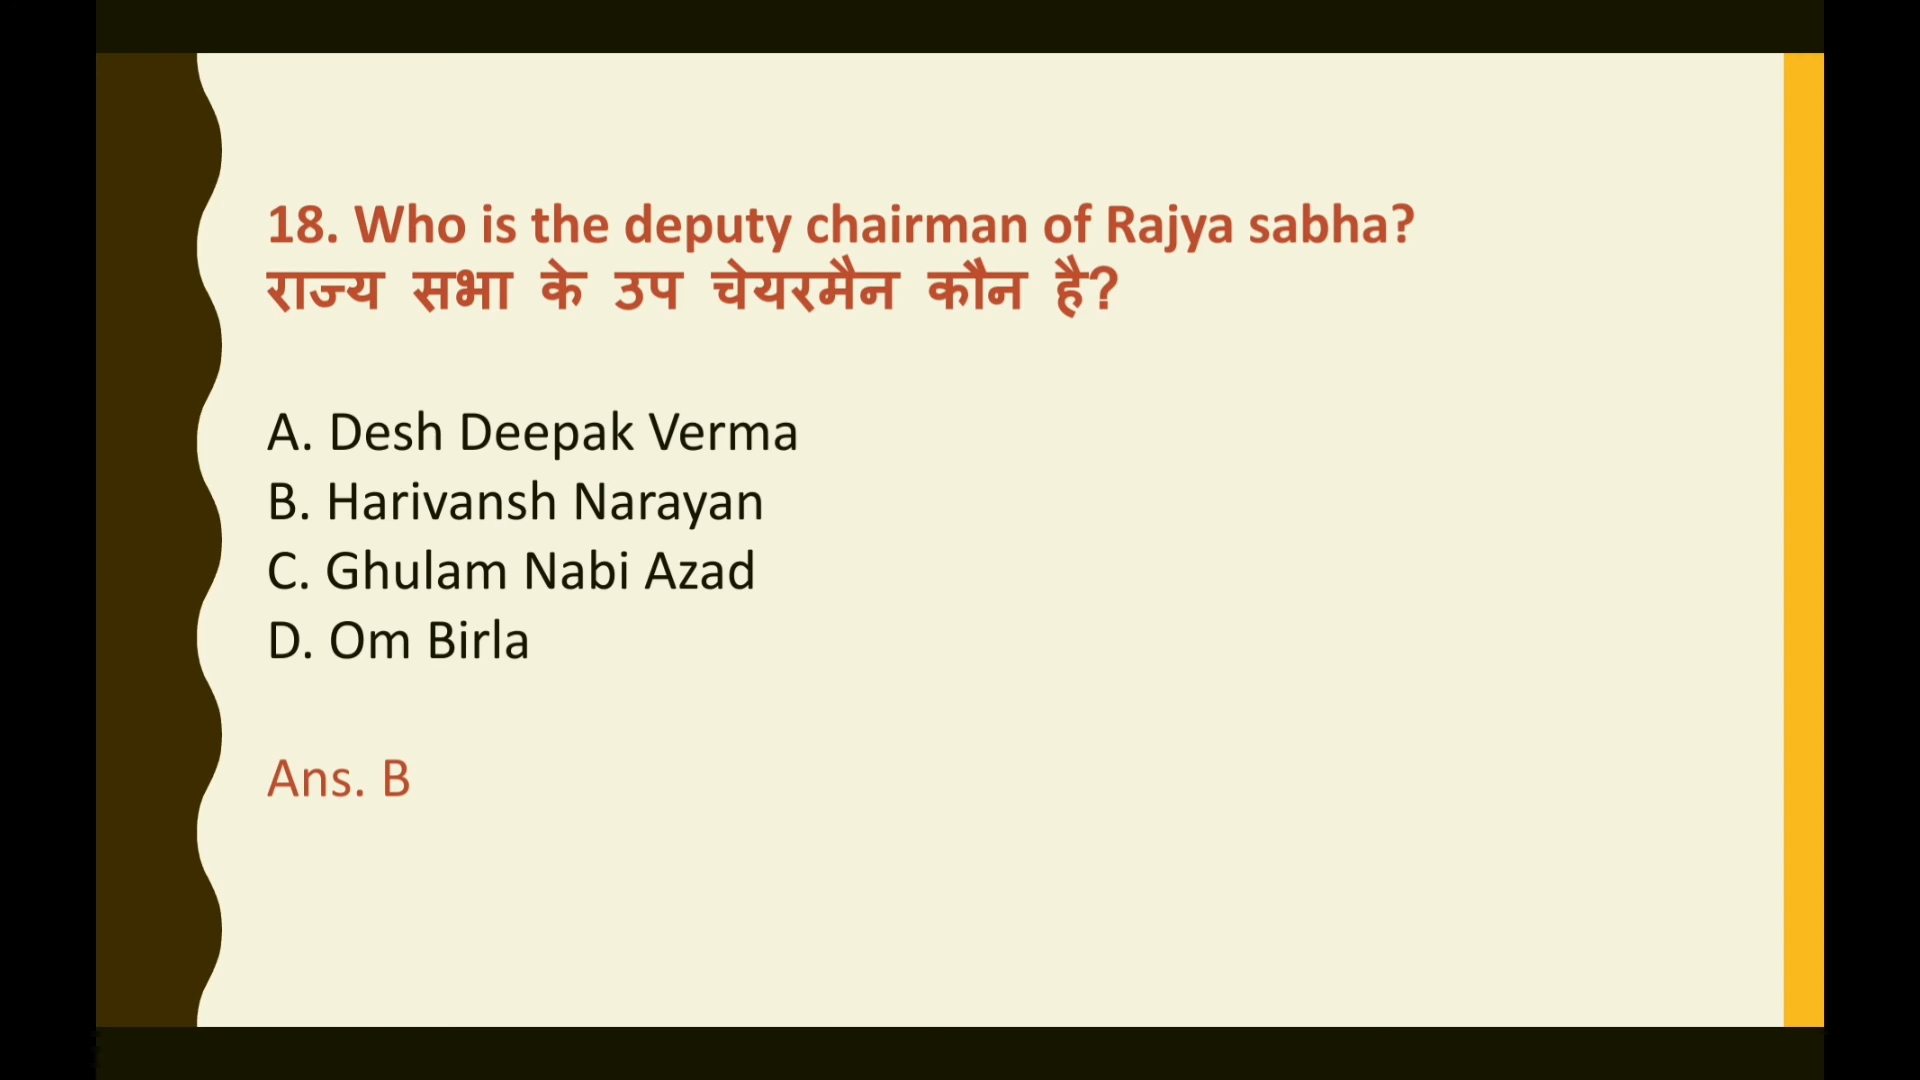 18. Who is the deputy chairman of Rajya sabha?
राज्य सभा के उप चेयरमैन कौन है?
A. Desh Deepak Verma
B. Harivansh Narayan
C. Ghulam Nabi Azad
D. Om Birla
Ans. B